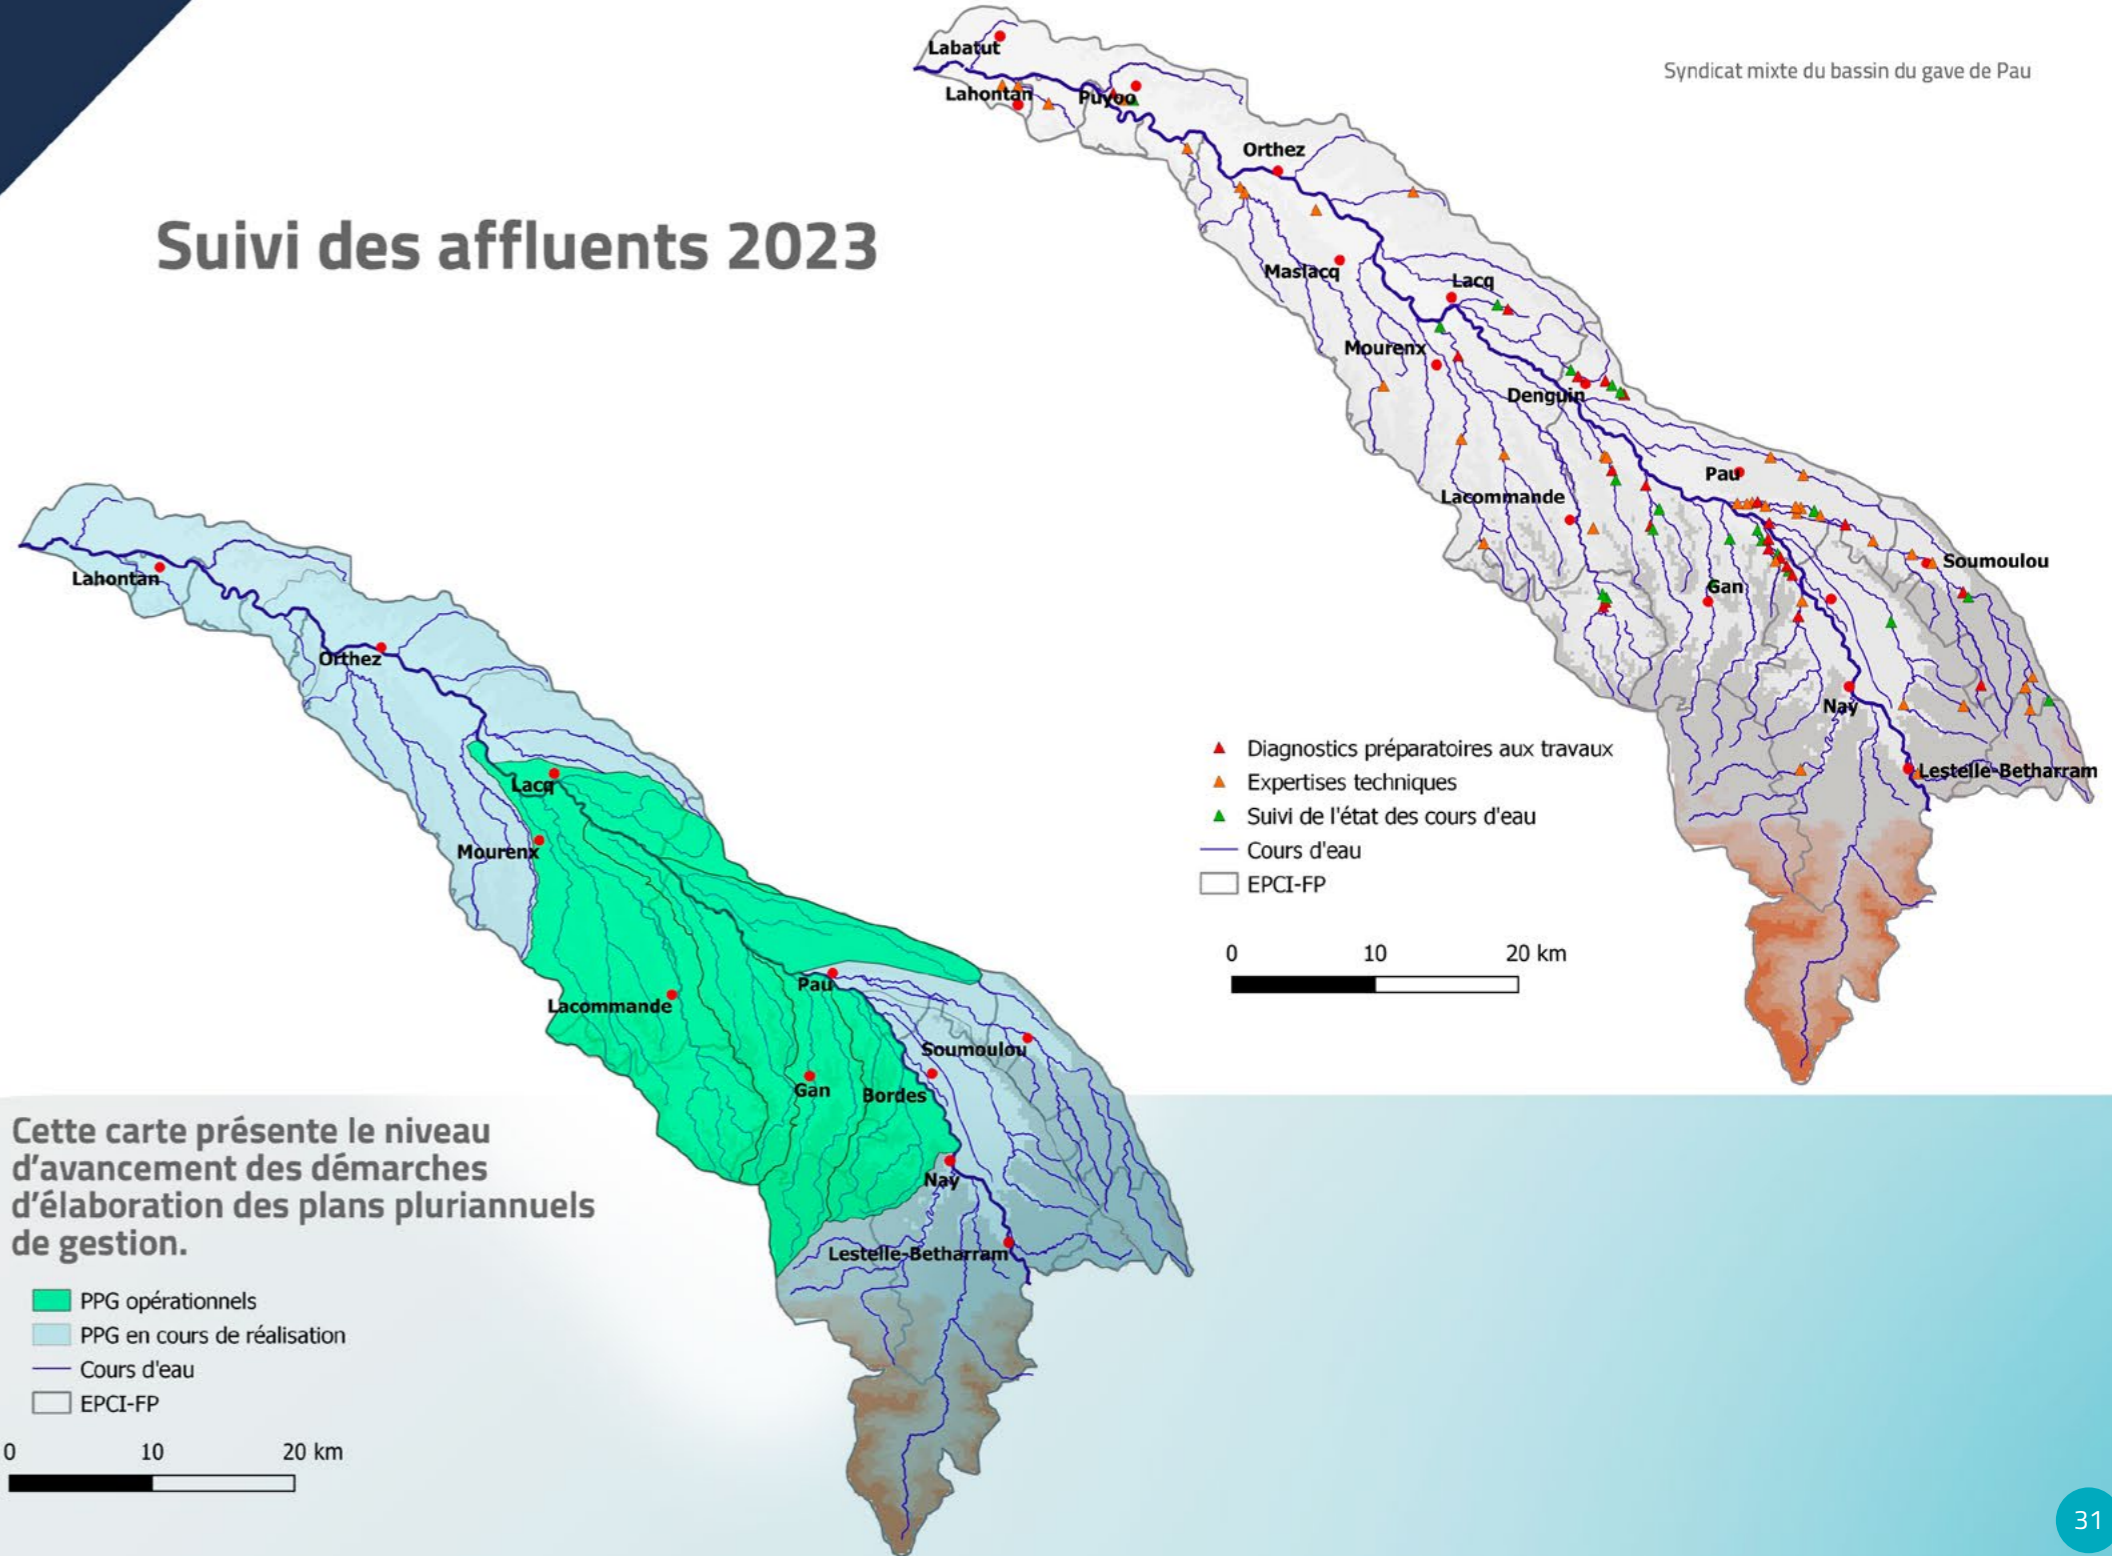 Syndicat mixte du bassin du gave de Pau
Suivi des affluents 2023
Labatut
Lahontan
Puyoo
Orthez
Maslacq
Lacq
Mourenx
Denguin
Pau
Lacommande
Soumoulou
Gan
Nay
Lestelle-Betharram
Diagnostics préparatoires aux travaux
Expertises techniques
Suivi de l'état des cours d'eau
Cours d'eau
EPCI-FP
0 10 20 km
Lahontan
Orthez
Lacq
Mourenx
Pau
Lacommande
Soumoulou
Gan
Bordes
Nay
Lestelle-Betharram
Cette carte présente le niveau
d'avancement des démarches
d'élaboration des plans pluriannuels
de gestion.
PPG opérationnels
PPG en cours de réalisation
Cours d'eau
EPCI-FP
0 10 20 km
31